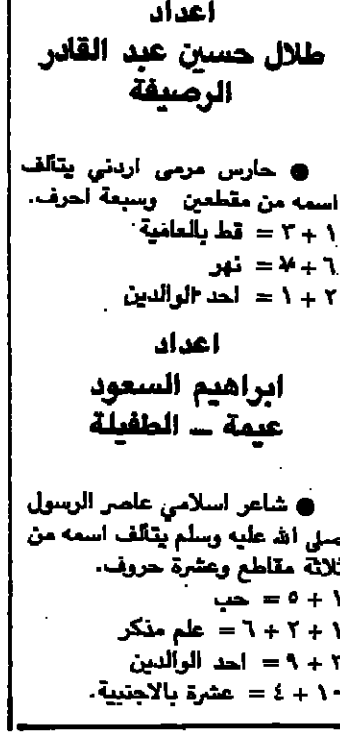 اعداد
طلال حسين عبد القادر
الرصيفة
● حارس مرمى اردني يتألف
اسمه من مقطعين وسبعة احرف.
١ + ٣ = قط بالعامية
٦ + ٧ = نهر
٢ + ١ = احد الوالدين
اعداد
ابراهيم السعود
عيمة ــ الطفيلة
● شاعر اسلامي عاصر الرسول
صلى الله عليه وسلم يتألف اسمه من
ثلاثة مقاطع وعشرة حروف.
١ + ٥ = حب
١ + ٢ + ٦ = علم مذكر
٢ + ٩ = احد الوالدين
١٠ + ٤ = عشرة بالاجنبية.